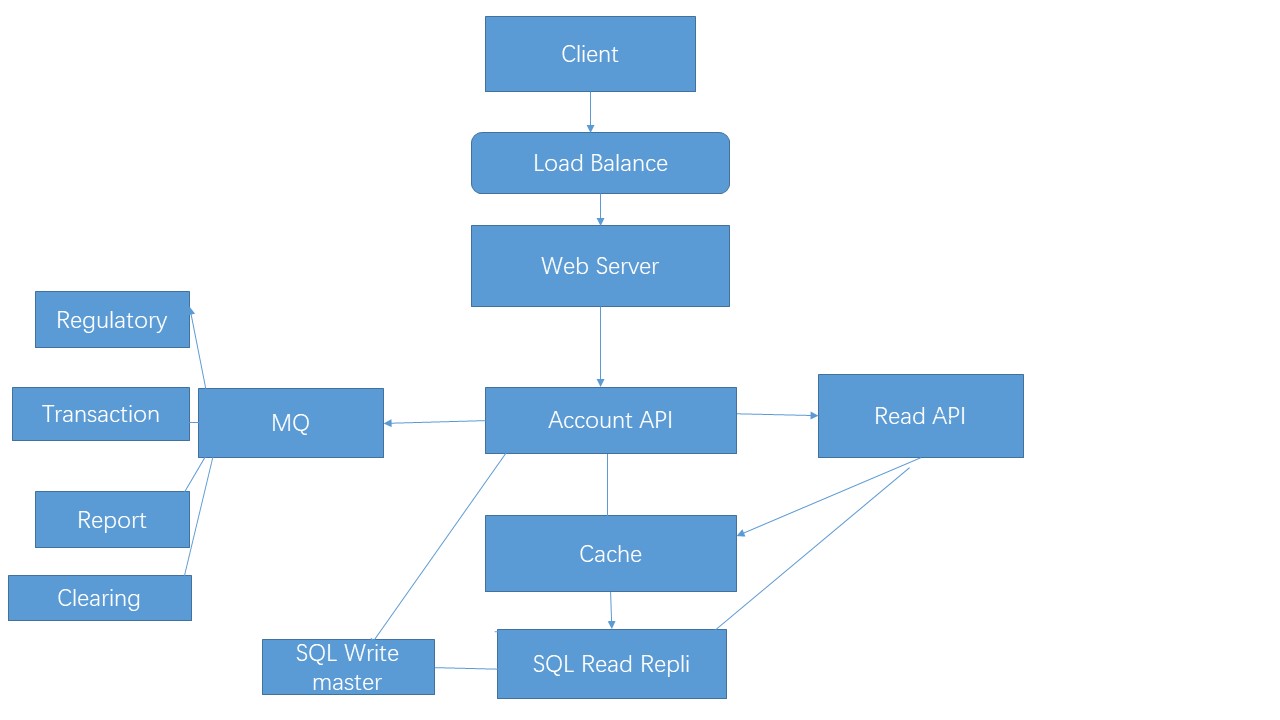 Client
Load Balance
Web Server
Regulatory
Transaction
MQ
Account API
Read API
Report
Cache
Clearing
SQL Write
master
SQL Read Repli